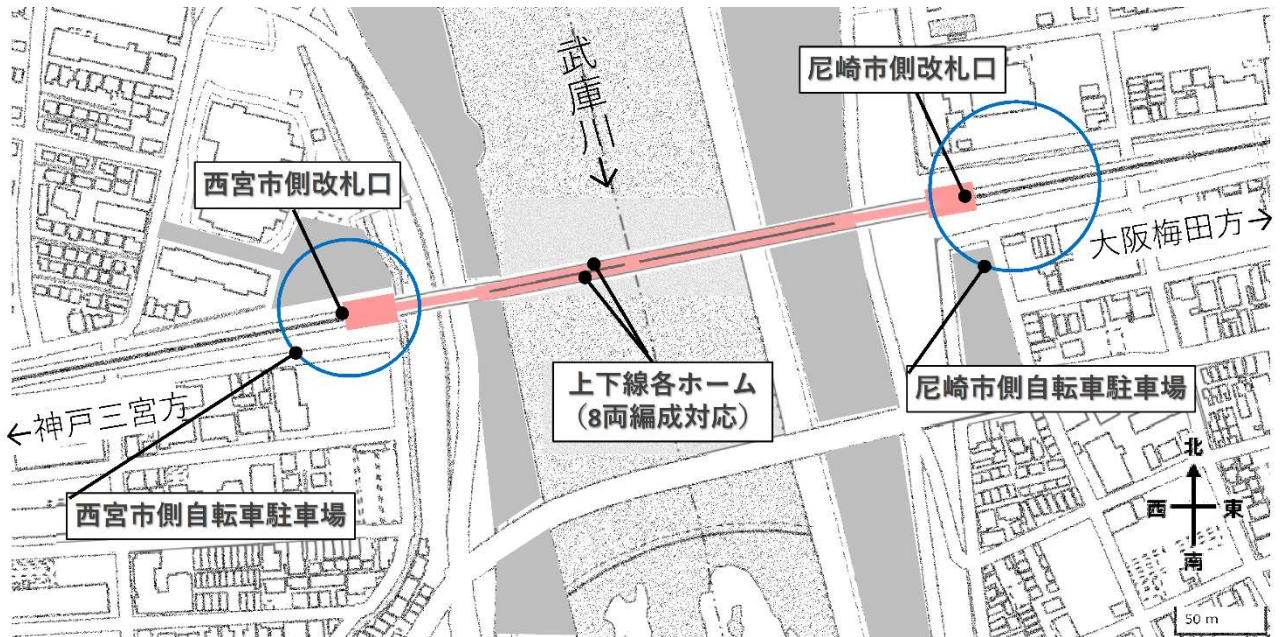 武庫川↓
尼崎市側改札口
西宮市側改札口
大阪梅田方→
上下線各ホーム
（8両編成対応）
尼崎市側自転車駐車場
←神戸三宮方
西宮市側自転車駐車場
北
西
東
南
50 m